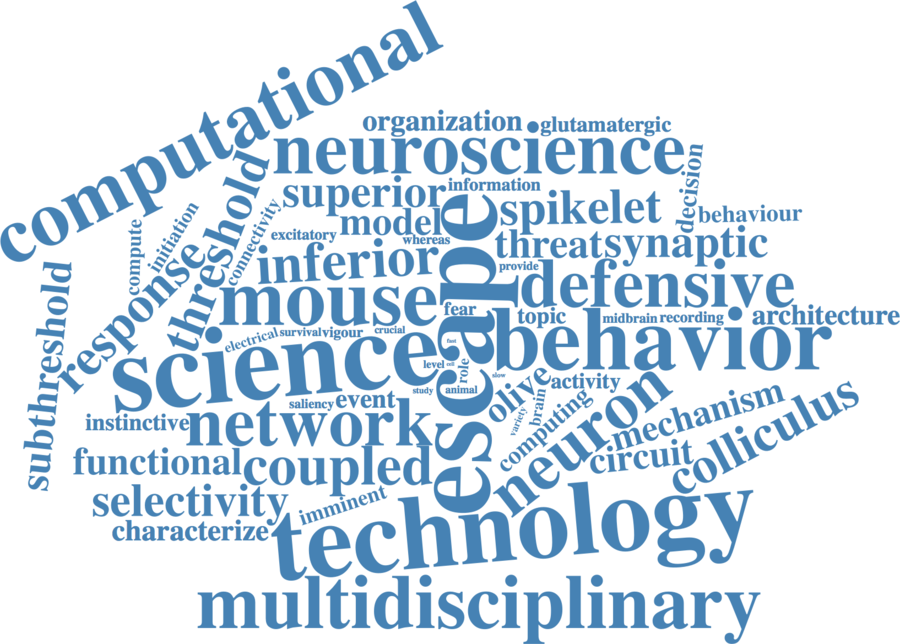 computational
organization
glutamatergic
neuroscience
decision
threshold
superior
information
spikelet
behaviour
connectivity
model
escape
initiation
compute
excitatory
whereas
threat
synaptic
response
inferior
provide
defensive
subthreshold
mouse
fear
topic
midbrain
recording
architecture
science
electrical
survival
vigour
crucial
fast
behavior
level
cell
role
slow
study
animal
olive
activity
instinctive
saliency
event
variety
brain
computing
neuron
mechanism
colliculus
network
functional
coupled
circuit
selectivity
imminent
characterize
technology
multidisciplinary